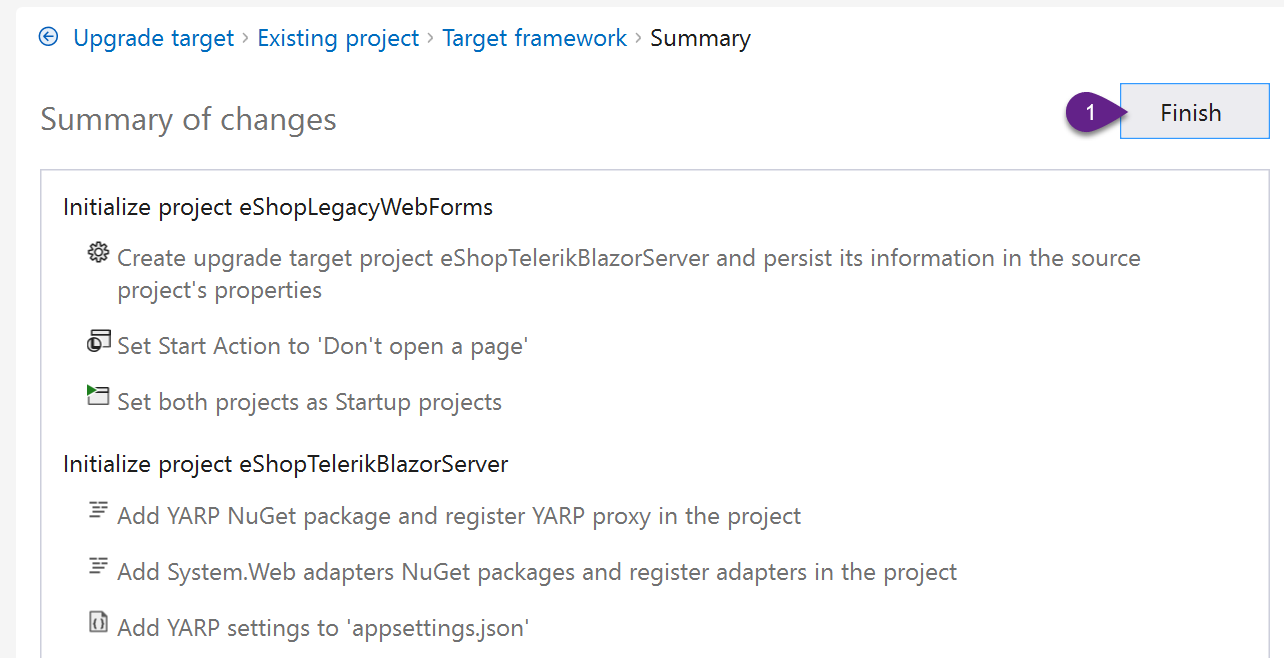 Upgrade target › Existing project › Target framework › Summary
Summary of changes
1
Finish
Initialize project eShopLegacyWebForms
Create upgrade target project eShopTelerikBlazorServer and persist its information in the source
project's properties
Set Start Action to 'Don't open a page'
Set both projects as Startup projects
Initialize project eShopTelerikBlazorServer
Add YARP NuGet package and register YARP proxy in the project
Add System.Web adapters NuGet packages and register adapters in the project
Add YARP settings to 'appsettings.json'